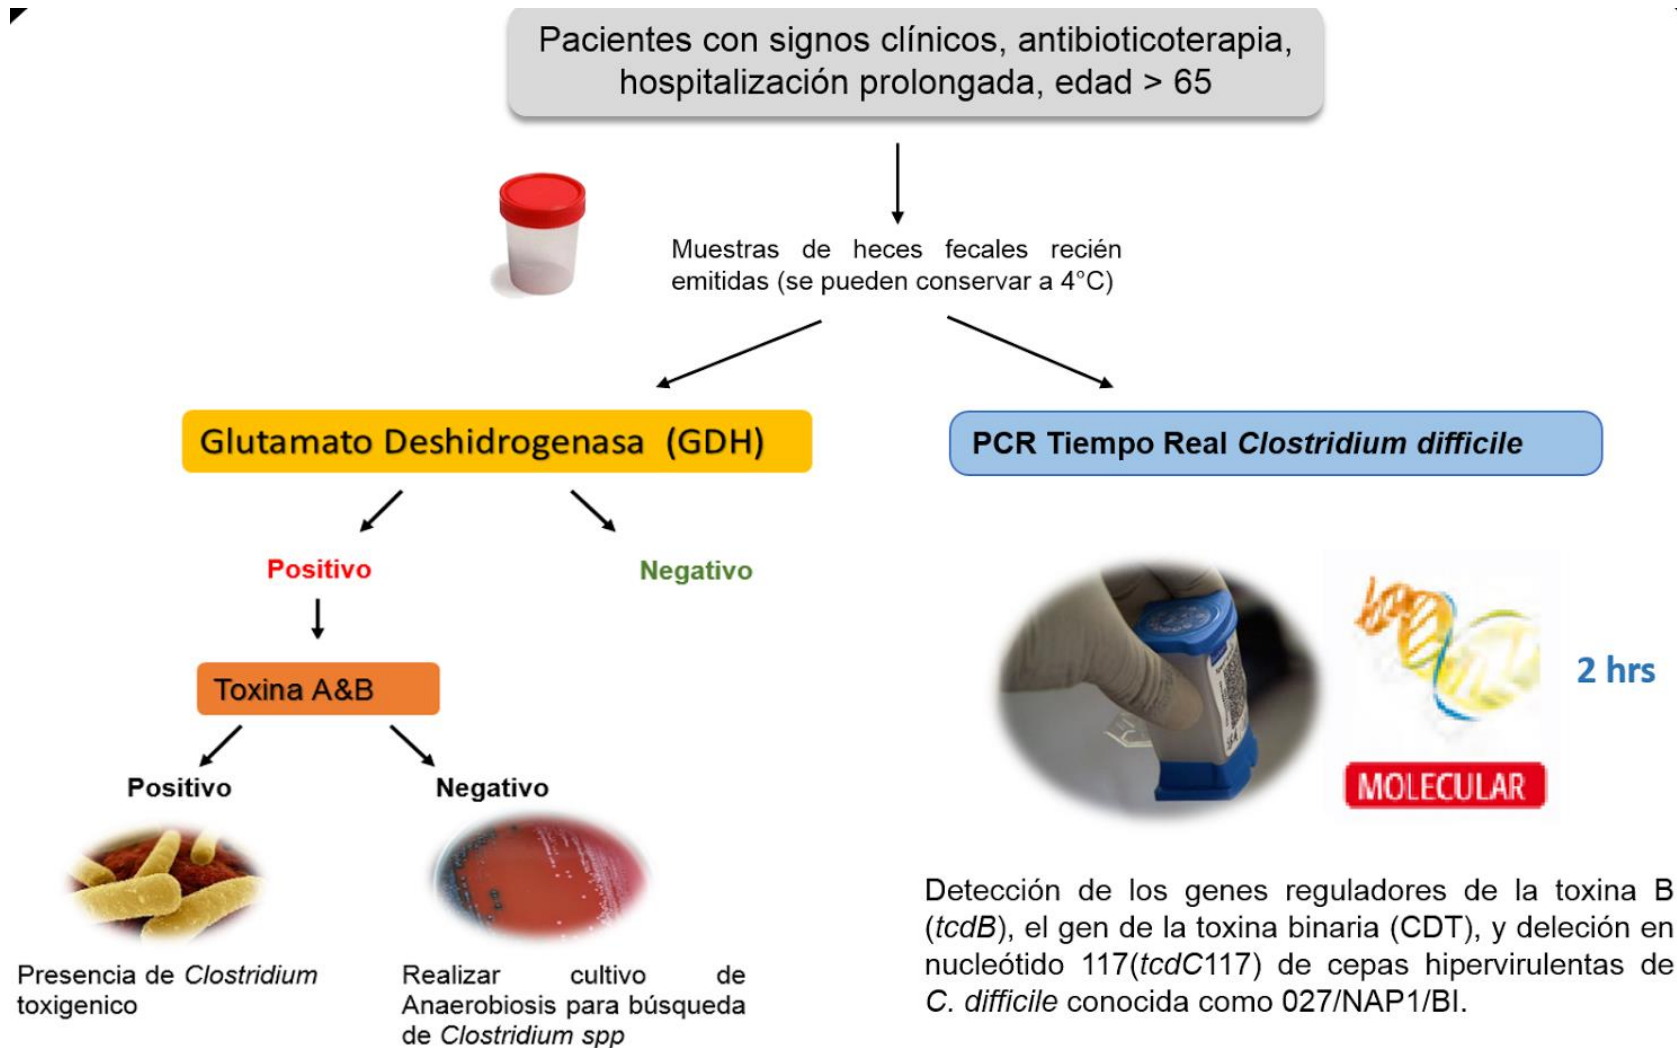 Pacientes con signos clínicos, antibioticoterapia,
hospitalización prolongada, edad > 65
Muestras de heces fecales recién
emitidas (se pueden conservar a 4°C)
Glutamato Deshidrogenasa (GDH)
PCR Tiempo Real Clostridium difficile
Positivo
Negativo
Toxina A&B
2 hrs
MOLECULAR
Positivo
Negativo
Presencia de Clostridium
toxigenico
Realizar cultivo de
Anaerobiosis para búsqueda
de Clostridium spp
Detección de los genes reguladores de la toxina B
(tcdB), el gen de la toxina binaria (CDT), y deleción en
nucleótido 117(tcdC117) de cepas hipervirulentas de
C. difficile conocida como 027/NAP1/BI.